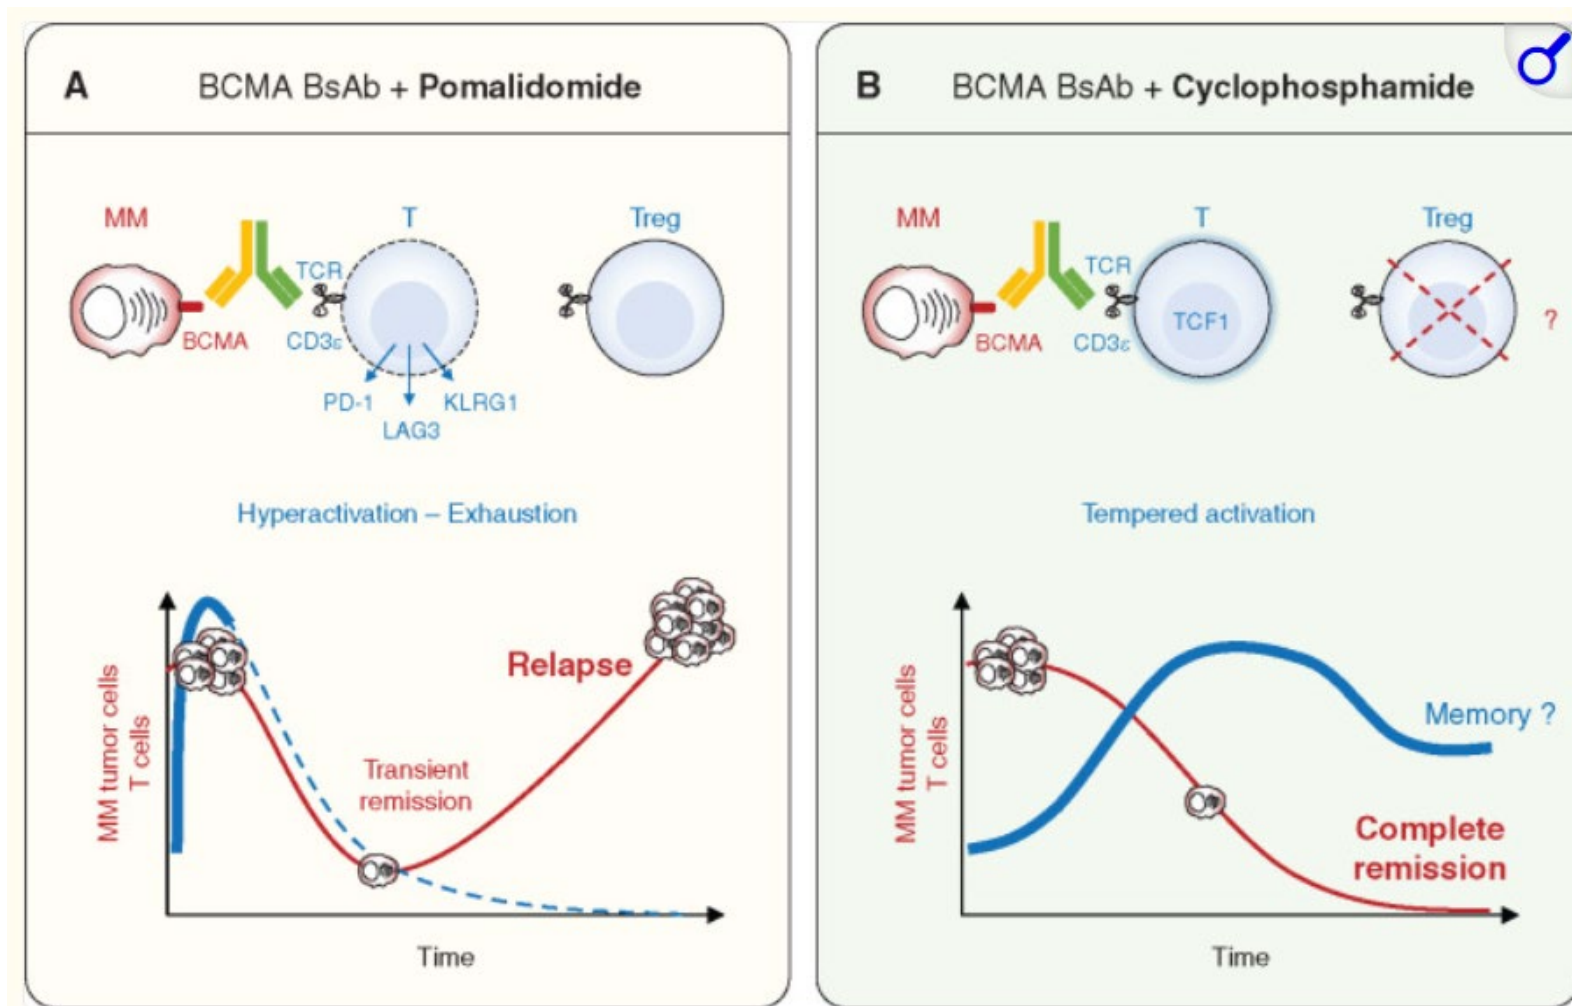 A BCMA BsAb + Pomalidomide
MM
T
Treg
TCR
BCMA
CD3ε
PD-1
KLRG1
LAG3
Hyperactivation – Exhaustion
MM tumor cells
T cells
Relapse
Transient
remission
Time
B BCMA BsAb + Cyclophosphamide
MM
T
Treg
TCR
TCF1
?
BCMA
CD3ε
Tempered activation
MM tumor cells
T cells
Memory ?
Complete
remission
Time